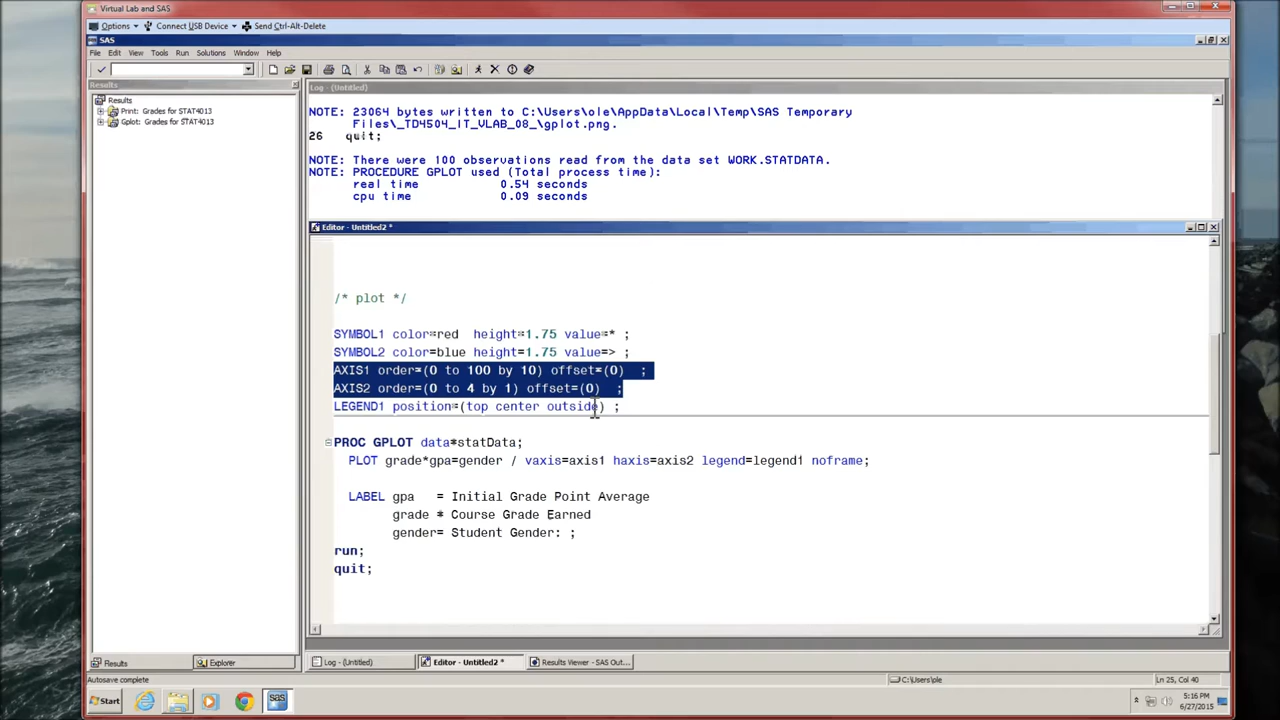 Virtual Lab and SAS
Options Connect USB Device Send Ctrl-Alt-Delete
SAS
File Edit View Tools Run Solutions Window Help
Results
Results
Print: Grades for STAT4013
Gplot: Grades for STAT4013
Log - (Untitled)
NOTE: 23064 bytes written to C:\Users\ole\AppData\Local\Temp\SAS Temporary
Files\_TD4504_IT_VLAB_08_\gplot.png.
26 quit;
NOTE: There were 100 observations read from the data set WORK.STATDATA.
NOTE: PROCEDURE GPLOT used (Total process time):
real time 0.54 seconds
cpu time 0.09 seconds
Editor - Untitled2 *
/* plot */
SYMBOL1 color=red height=1.75 value=* ;
SYMBOL2 color=blue height=1.75 value=> ;
AXIS1 order=(0 to 100 by 10) offset=(0) ;
AXIS2 order=(0 to 4 by 1) offset=(0) ;
LEGEND1 position=(top center outside) ;
PROC GPLOT data=statData;
PLOT grade*gpa=gender / vaxis=axis1 haxis=axis2 legend=legend1 noframe;
LABEL gpa = Initial Grade Point Average
grade = Course Grade Earned
gender= Student Gender: ;
run;
quit;
Results Explorer Log - (Untitled) Editor - Untitled2 * Results Viewer - SAS Out...
Autosave complete C:\Users\ole Ln 25, Col 40
Start 5:16 PM
6/27/2015